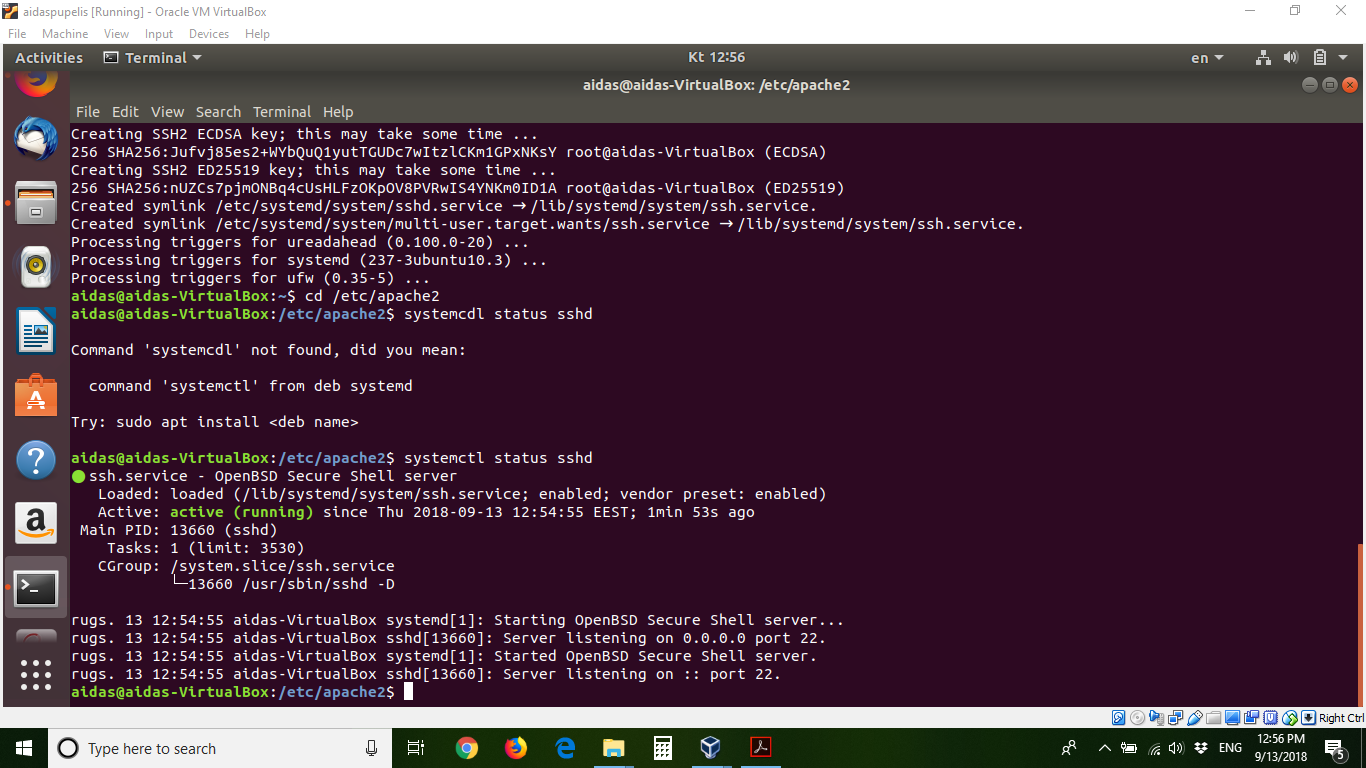 aidaspupelis [Running] - Oracle VM VirtualBox
File Machine View Input Devices Help
Activities Terminal Kt 12:56 en
aidas@aidas-VirtualBox: /etc/apache2
File Edit View Search Terminal Help
Creating SSH2 ECDSA key; this may take some time ...
256 SHA256:Jufvj85es2+WYbQuQ1yutTGUDc7wItzlCKm1GPxNKsY root@aidas-VirtualBox (ECDSA)
Creating SSH2 ED25519 key; this may take some time ...
256 SHA256:nUZCs7pjmONBq4cUsHLFzOKpOV8PVRwIS4YNKm0ID1A root@aidas-VirtualBox (ED25519)
Created symlink /etc/systemd/system/sshd.service → /lib/systemd/system/ssh.service.
Created symlink /etc/systemd/system/multi-user.target.wants/ssh.service → /lib/systemd/system/ssh.service.
Processing triggers for ureadahead (0.100.0-20) ...
Processing triggers for systemd (237-3ubuntu10.3) ...
Processing triggers for ufw (0.35-5) ...
aidas@aidas-VirtualBox:~$ cd /etc/apache2
aidas@aidas-VirtualBox:/etc/apache2$ systemcdl status sshd
Command 'systemcdl' not found, did you mean:
command 'systemctl' from deb systemd
Try: sudo apt install <deb name>
aidas@aidas-VirtualBox:/etc/apache2$ systemctl status sshd
● ssh.service - OpenBSD Secure Shell server
Loaded: loaded (/lib/systemd/system/ssh.service; enabled; vendor preset: enabled)
Active: active (running) since Thu 2018-09-13 12:54:55 EEST; 1min 53s ago
Main PID: 13660 (sshd)
Tasks: 1 (limit: 3530)
CGroup: /system.slice/ssh.service
└─13660 /usr/sbin/sshd -D
rugs. 13 12:54:55 aidas-VirtualBox systemd[1]: Starting OpenBSD Secure Shell server...
rugs. 13 12:54:55 aidas-VirtualBox sshd[13660]: Server listening on 0.0.0.0 port 22.
rugs. 13 12:54:55 aidas-VirtualBox systemd[1]: Started OpenBSD Secure Shell server.
rugs. 13 12:54:55 aidas-VirtualBox sshd[13660]: Server listening on :: port 22.
aidas@aidas-VirtualBox:/etc/apache2$
Right Ctrl
Type here to search
ENG
12:56 PM
9/13/2018
5